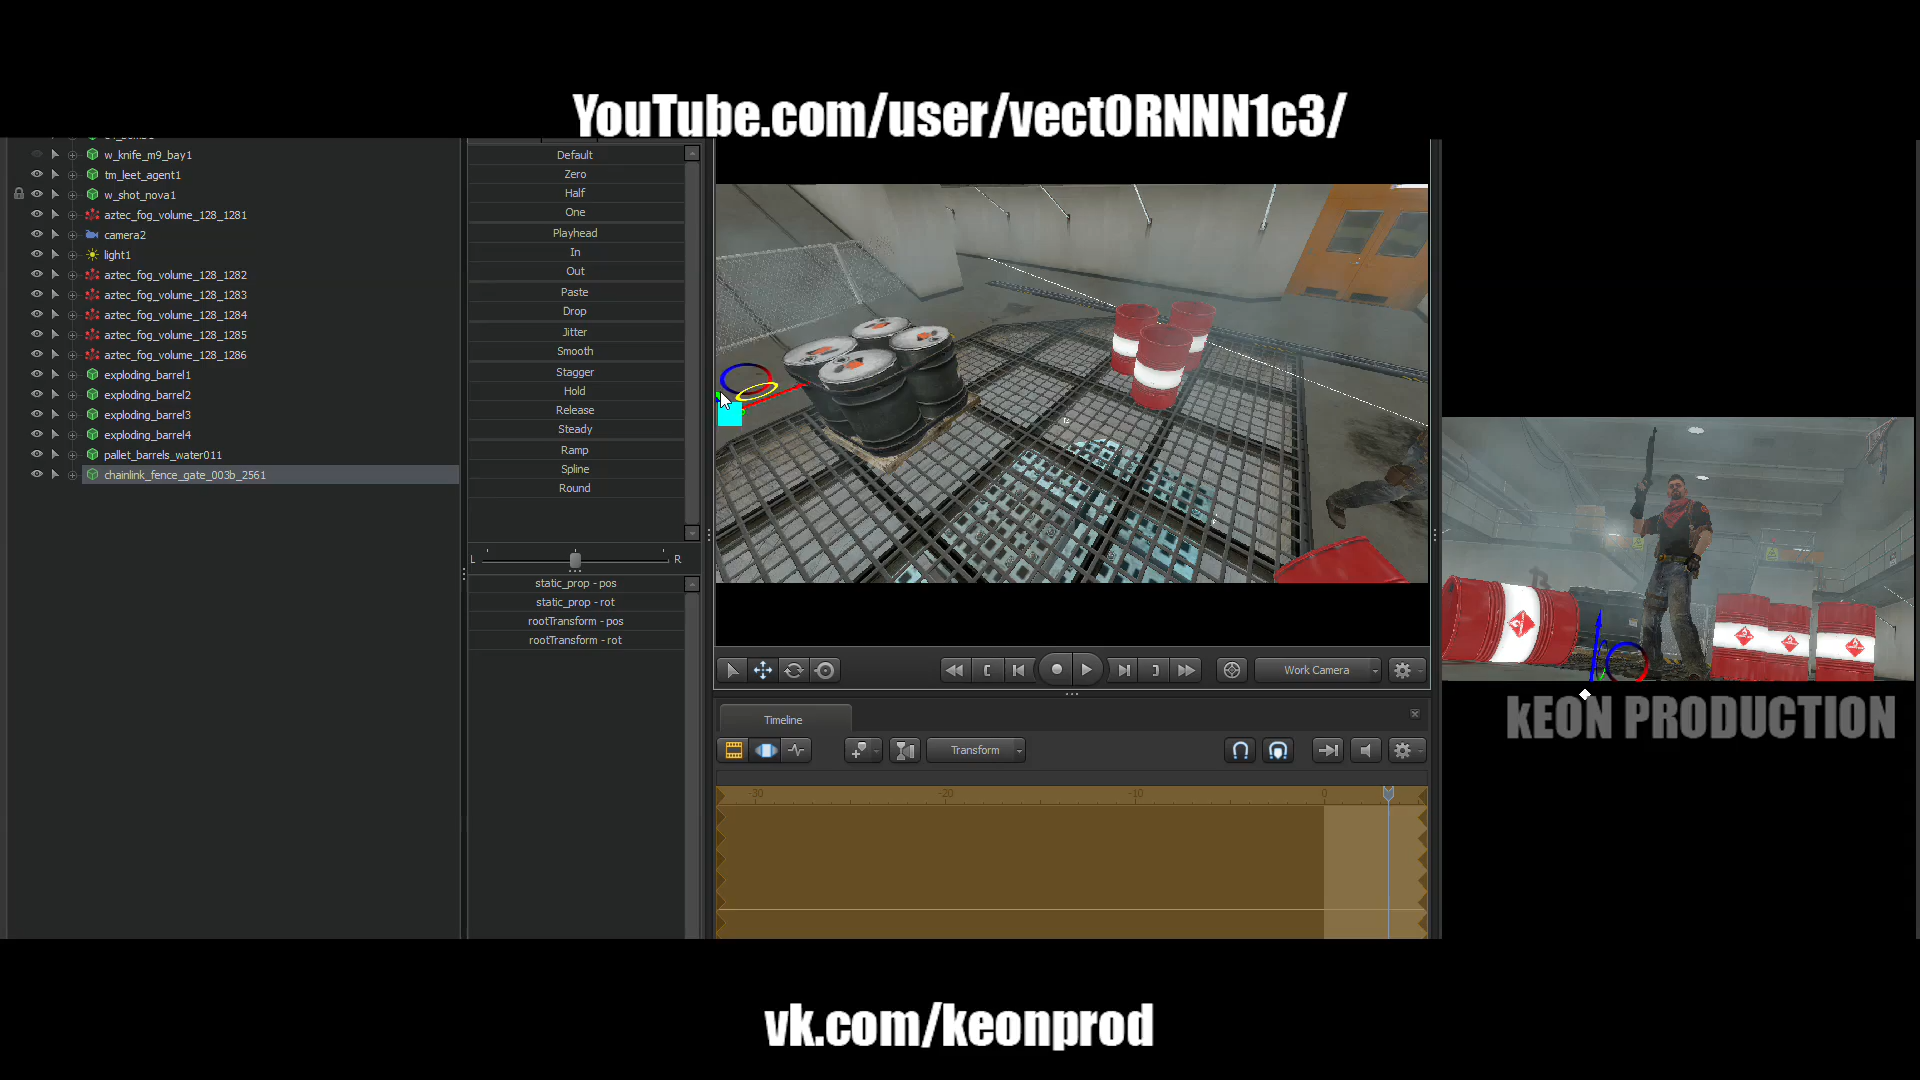 YouTube.com/user/vect0RNNN1c3/
w_knife_m9_bay1
tm_leet_agent1
w_shot_nova1
aztec_fog_volume_128_1281
camera2
light1
aztec_fog_volume_128_1282
aztec_fog_volume_128_1283
aztec_fog_volume_128_1284
aztec_fog_volume_128_1285
aztec_fog_volume_128_1286
exploding_barrel1
exploding_barrel2
exploding_barrel3
exploding_barrel4
pallet_barrels_water011
chainlink_fence_gate_003b_2561
Default
Zero
Half
One
Playhead
In
Out
Paste
Drop
Jitter
Smooth
Stagger
Hold
Release
Steady
Ramp
Spline
Round
L
R
static_prop - pos
static_prop - rot
rootTransform - pos
rootTransform - rot
Work Camera
Timeline
Transform
-30
-20
-10
0
kEON PRODUCTION
vk.com/keonprod